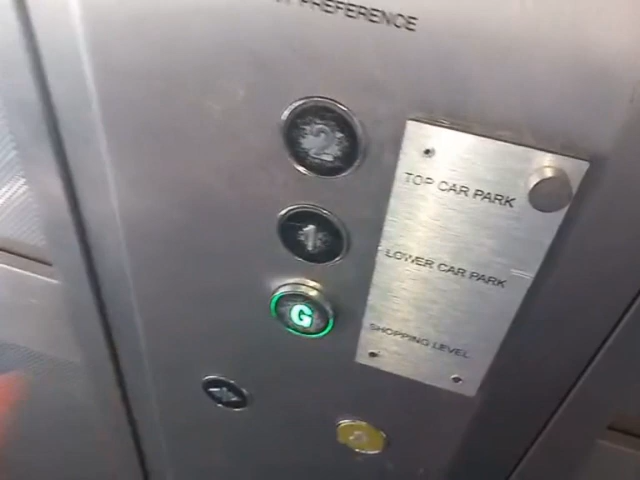 PREFERENCE
2
TOP CAR PARK
1
LOWER CAR PARK
G
SHOPPING LEVEL